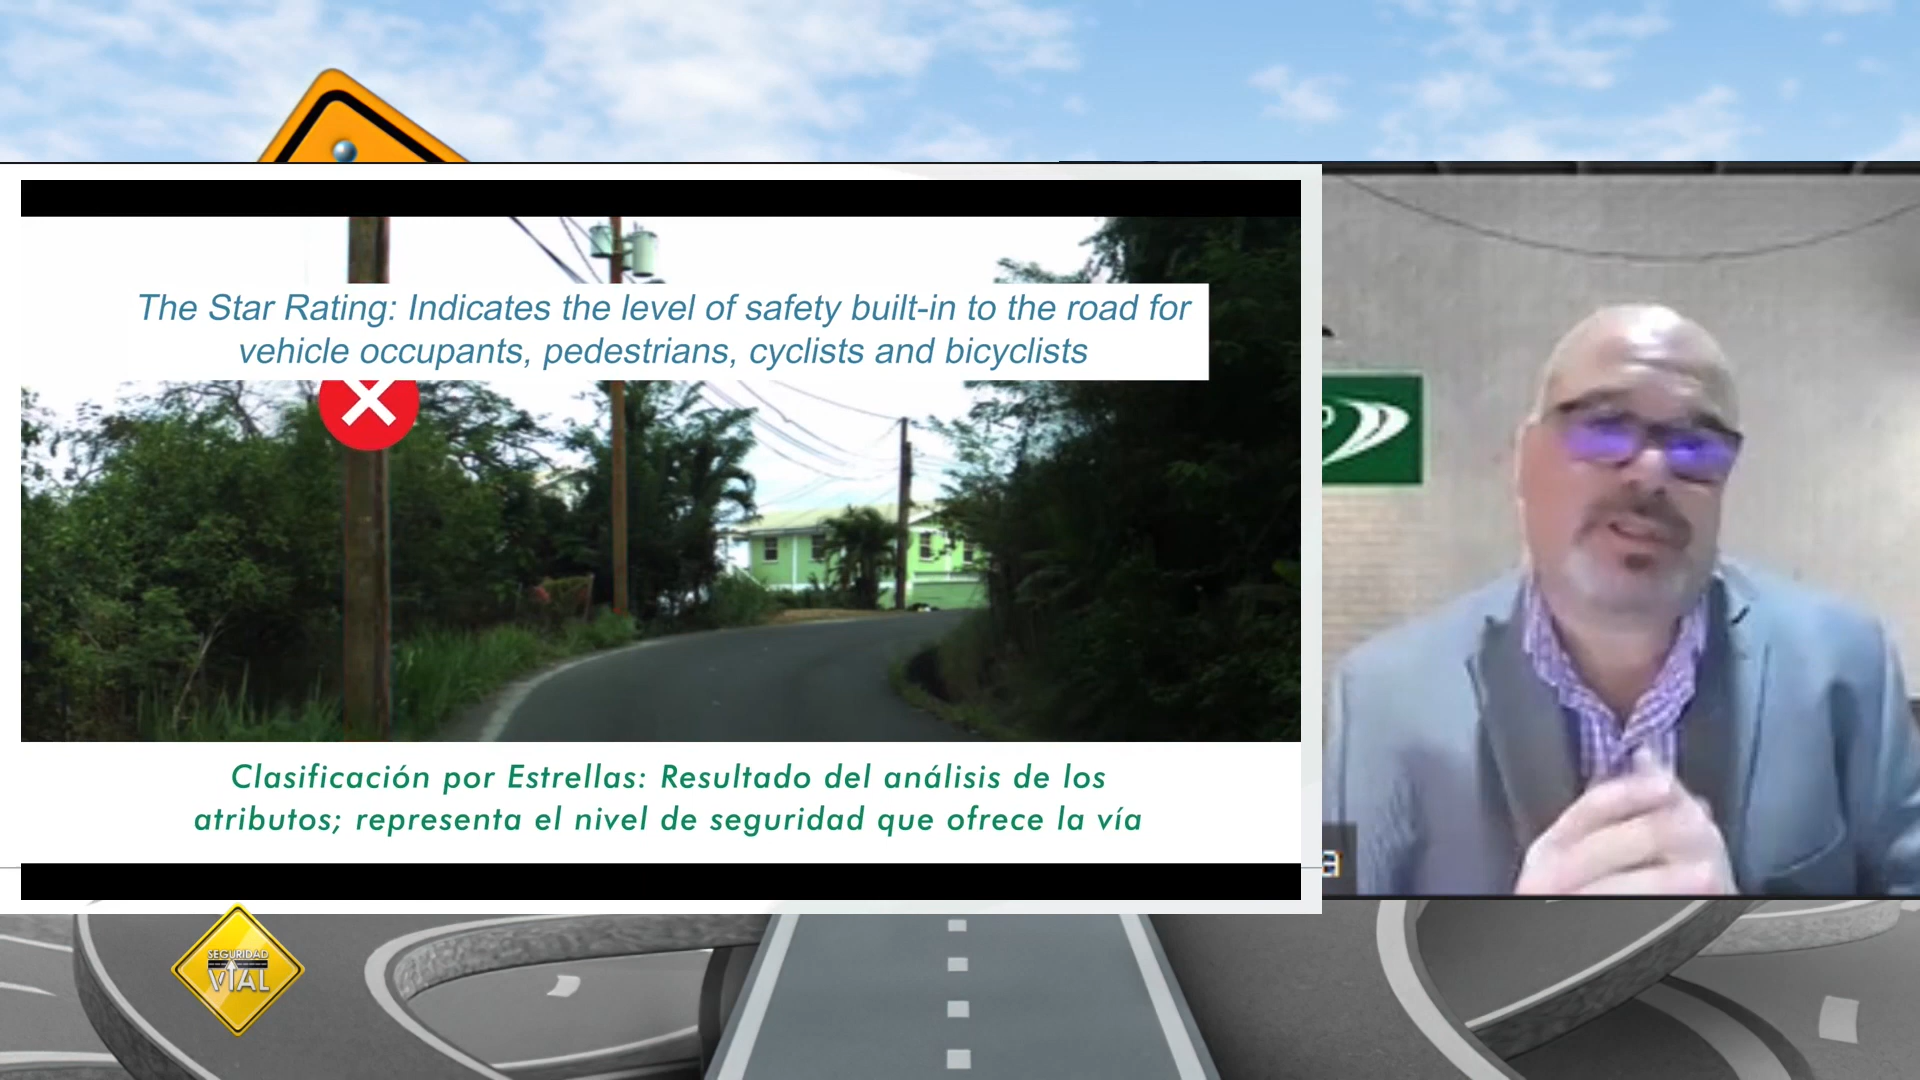 The Star Rating: Indicates the level of safety built-in to the road for
vehicle occupants, pedestrians, cyclists and bicyclists
Clasificación por Estrellas: Resultado del análisis de los
atributos; representa el nivel de seguridad que ofrece la vía
a
SEGURIDAD
VIAL